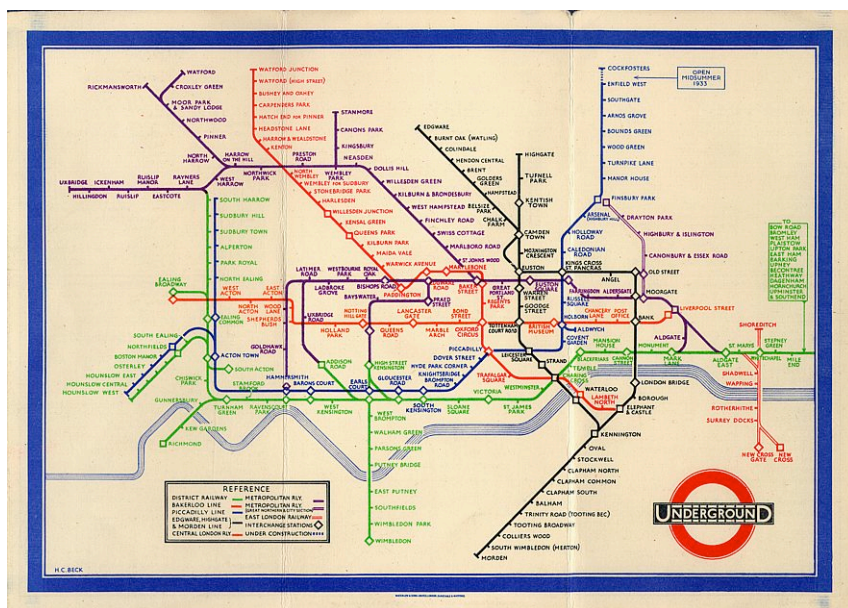 WATFORD
RICKMANSWORTH
CROXLEY GREEN
MOOR PARK
& SANDY LODGE
NORTHWOOD
PINNER
NORTH
HARROW
HARROW
ON THE HILL
NORTHWICK
PARK
PRESTON
ROAD
WEMBLEY
PARK
NEASDEN
STANMORE
CANONS PARK
KINGSBURY
DOLLIS HILL
WILLESDEN GREEN
KILBURN & BRONDESBURY
WEST HAMPSTEAD
FINCHLEY ROAD
SWISS COTTAGE
MARLBORO ROAD
ST JOHNS WOOD
WATFORD JUNCTION
WATFORD (HIGH STREET)
BUSHEY AND OXHEY
CARPENDERS PARK
HATCH END FOR PINNER
HEADSTONE LANE
HARROW & WEALDSTONE
KENTON
NORTH
WEMBLEY
WEMBLEY FOR SUDBURY
STONEBRIDGE PARK
HARLESDEN
WILLESDEN JUNCTION
KENSAL GREEN
QUEENS PARK
KILBURN PARK
MAIDA VALE
WARWICK AVENUE
PADDINGTON
MARYLEBONE
UXBRIDGE
HILLINGDON
ICKENHAM
RUISLIP
RUISLIP
MANOR
EASTCOTE
RAYNERS
LANE
WEST
HARROW
SOUTH HARROW
SUDBURY HILL
SUDBURY TOWN
ALPERTON
PARK ROYAL
NORTH EALING
EALING
BROADWAY
EALING
COMMON
WEST
ACTON
NORTH
ACTON
EAST
ACTON
WOOD
LANE
SHEPHERDS
BUSH
SOUTH EALING
NORTHFIELDS
BOSTON MANOR
OSTERLEY
HOUNSLOW EAST
HOUNSLOW CENTRAL
HOUNSLOW WEST
ACTON TOWN
SOUTH ACTON
CHISWICK
PARK
GUNNERSBURY
KEW GARDENS
RICHMOND
TURNHAM
GREEN
STAMFORD
BROOK
RAVENSCOURT
PARK
HAMMERSMITH
GOLDHAWK
ROAD
UXBRIDGE
ROAD
LATIMER
ROAD
LADBROKE
GROVE
WESTBOURNE
PARK
ROYAL
OAK
BISHOPS ROAD
BAYSWATER
NOTTING
HILL GATE
HOLLAND
PARK
QUEENS
ROAD
LANCASTER
GATE
MARBLE
ARCH
BOND
STREET
OXFORD
CIRCUS
EDGWARE
ROAD
PRAED
STREET
BAKER
STREET
REGENTS
PARK
GREAT
PORTLAND
ST
ADDISON
ROAD
HIGH STREET
KENSINGTON
BARONS COURT
WEST
KENSINGTON
EARLS
COURT
GLOUCESTER
ROAD
WEST
BROMPTON
SOUTH
KENSINGTON
WALHAM GREEN
PARSONS GREEN
PUTNEY BRIDGE
EAST PUTNEY
SOUTHFIELDS
WIMBLEDON PARK
WIMBLEDON
BROMPTON
ROAD
KNIGHTSBRIDGE
HYDE PARK CORNER
DOVER STREET
PICCADILLY
SLOANE
SQUARE
VICTORIA
ST JAMES
PARK
WESTMINSTER
CHARING
CROSS
TRAFALGAR
SQUARE
LEICESTER
SQUARE
STRAND
EDGWARE
BURNT OAK (WATLING)
COLINDALE
HENDON CENTRAL
BRENT
GOLDERS
GREEN
HAMPSTEAD
BELSIZE
PARK
CHALK
FARM
HIGHGATE
TUFNELL
PARK
KENTISH
TOWN
CAMDEN
TOWN
MORNINGTON
CRESCENT
EUSTON
EUSTON
SQUARE
WARREN
STREET
GOODGE
STREET
TOTTENHAM
COURT ROAD
BRITISH
MUSEUM
COCKFOSTERS
ENFIELD WEST
SOUTHGATE
ARNOS GROVE
BOUNDS GREEN
WOOD GREEN
TURNPIKE LANE
MANOR HOUSE
OPEN
MIDSUMMER
1933
FINSBURY PARK
ARSENAL
(HIGHBURY HILL)
HOLLOWAY
ROAD
CALEDONIAN
ROAD
DRAYTON PARK
HIGHBURY & ISLINGTON
CANONBURY & ESSEX ROAD
KINGS CROSS
ST PANCRAS
ANGEL
OLD STREET
FARRINGDON
ALDERSGATE
MOORGATE
RUSSELL
SQUARE
HOLBORN
CHANCERY
LANE
POST
OFFICE
BANK
LIVERPOOL STREET
ALDWYCH
COVENT
GARDEN
TEMPLE
BLACKFRIARS
MANSION
HOUSE
CANNON
STREET
MONUMENT
MARK
LANE
ALDGATE
ALDGATE
EAST
ST MARYS
WHITECHAPEL
STEPNEY
GREEN
MILE
END
SHOREDITCH
SHADWELL
WAPPING
ROTHERHITHE
SURREY DOCKS
NEW CROSS
GATE
NEW
CROSS
TO
BOW ROAD
BROMLEY
WEST HAM
PLAISTOW
UPTON PARK
EAST HAM
BARKING
UPNEY
BECONTREE
HEATHWAY
DAGENHAM
HORNCHURCH
UPMINSTER
& SOUTHEND
LONDON BRIDGE
BOROUGH
WATERLOO
LAMBETH
NORTH
ELEPHANT
& CASTLE
KENNINGTON
OVAL
STOCKWELL
CLAPHAM NORTH
CLAPHAM COMMON
CLAPHAM SOUTH
BALHAM
TRINITY ROAD (TOOTING BEC)
TOOTING BROADWAY
COLLIERS WOOD
SOUTH WIMBLEDON (MERTON)
MORDEN
REFERENCE
DISTRICT RAILWAY
BAKERLOO LINE
PICCADILLY LINE
EDGWARE, HIGHGATE
& MORDEN LINE
CENTRAL LONDON RLY.
METROPOLITAN RLY.
METROPOLITAN RLY.
GREAT NORTHERN & CITY SECTION
EAST LONDON RAILWAY
INTERCHANGE STATIONS
UNDER CONSTRUCTION
UNDERGROUND
H.C. BECK